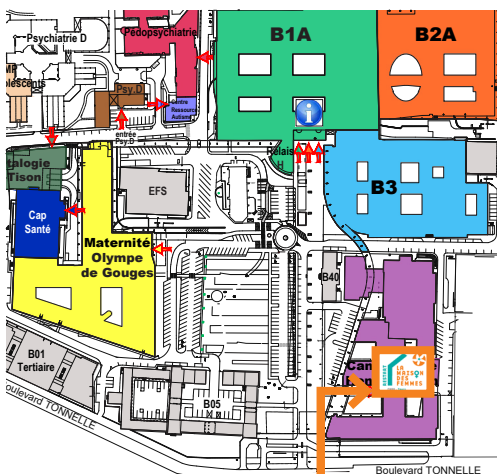 Psychiatrie D
Pédopsychiatrie
B1A
B2A
Psy.D
Centre
Ressource
Autisme
entrée
Psy.D
Relais
H
EFS
B3
Tison
Cap
Santé
Maternité
Olympe
de Gouges
B40
B01
Tertiaire
B05
LA
MAISON
DES
FEMMES
Boulevard TONNELLE
Boulevard TONNELLE